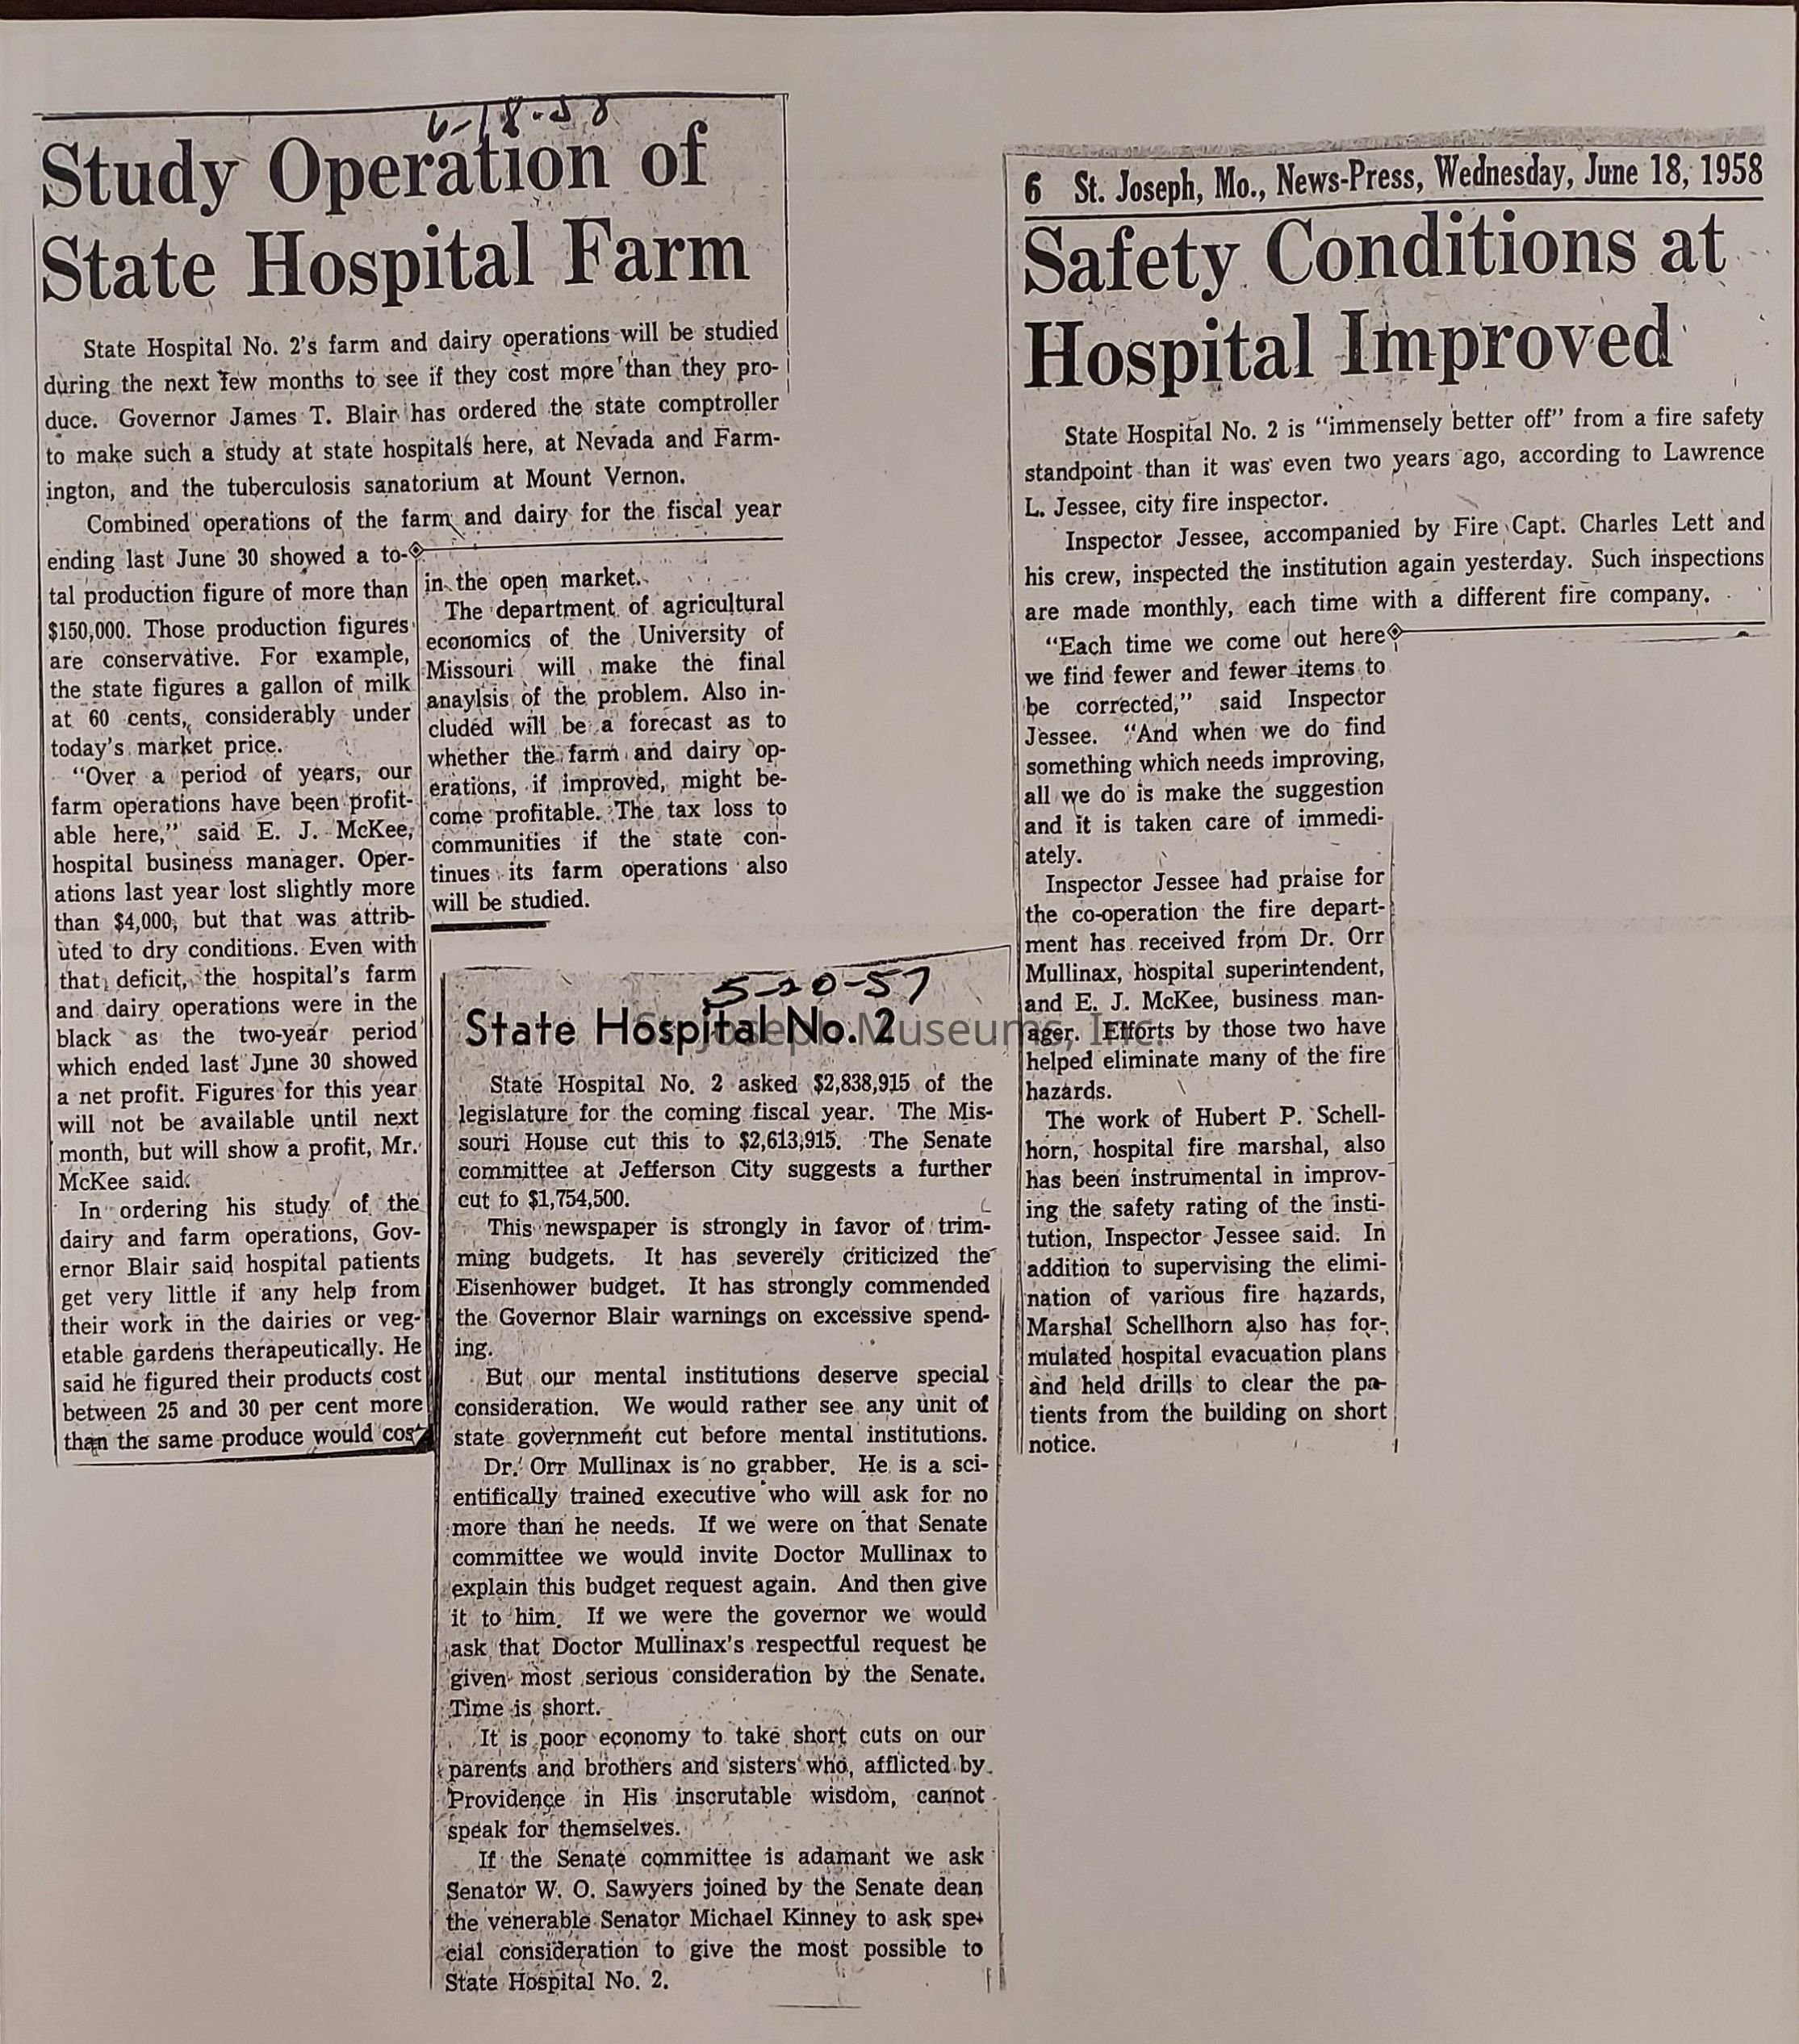 6-18-58
Study Operation of
State Hospital Farm
State Hospital No. 2's farm and dairy operations will be studied
during the next few months to see if they cost more than they pro-
duce. Governor James T. Blair has ordered the state comptroller
to make such a study at state hospitals here, at Nevada and Farm-
ington, and the tuberculosis sanatorium at Mount Vernon.
Combined operations of the farm and dairy for the fiscal year
ending last June 30 showed a to-
tal production figure of more than
$150,000. Those production figures
are conservative. For example,
the state figures a gallon of milk
at 60 cents, considerably under
today's market price.
"Over a period of years, our
farm operations have been profit-
able here," said E. J. McKee,
hospital business manager. Oper-
ations last year lost slightly more
than $4,000, but that was attrib-
uted to dry conditions. Even with
that deficit, the hospital's farm
and dairy operations were in the
black as the two-year period
which ended last June 30 showed
a net profit. Figures for this year
will not be available until next
month, but will show a profit, Mr.
McKee said.
In ordering his study of the
dairy and farm operations, Gov-
ernor Blair said hospital patients
get very little if any help from
their work in the dairies or veg-
etable gardens therapeutically. He
said he figured their products cost
between 25 and 30 per cent more
than the same produce would cost
in the open market.
The department of agricultural
economics of the University of
Missouri will make the final
anaylsis of the problem. Also in-
cluded will be a forecast as to
whether the farm and dairy op-
erations, if improved, might be-
come profitable. The tax loss to
communities if the state con-
tinues its farm operations also
will be studied.
5-20-57
State Hospital No. 2
State Hospital No. 2 asked $2,838,915 of the
legislature for the coming fiscal year. The Mis-
souri House cut this to $2,613,915. The Senate
committee at Jefferson City suggests a further
cut to $1,754,500.
This newspaper is strongly in favor of trim-
ming budgets. It has severely criticized the
Eisenhower budget. It has strongly commended
the Governor Blair warnings on excessive spend-
ing.
But our mental institutions deserve special
consideration. We would rather see any unit of
state government cut before mental institutions.
Dr. Orr Mullinax is no grabber. He is a sci-
entifically trained executive who will ask for no
more than he needs. If we were on that Senate
committee we would invite Doctor Mullinax to
explain this budget request again. And then give
it to him. If we were the governor we would
ask that Doctor Mullinax's respectful request be
given most serious consideration by the Senate.
Time is short.
It is poor economy to take short cuts on our
parents and brothers and sisters who, afflicted by
Providence in His inscrutable wisdom, cannot
speak for themselves.
If the Senate committee is adamant we ask
Senator W. O. Sawyers joined by the Senate dean
the venerable Senator Michael Kinney to ask spe-
cial consideration to give the most possible to
State Hospital No. 2.
6 St. Joseph, Mo., News-Press, Wednesday, June 18, 1958
Safety Conditions at
Hospital Improved
State Hospital No. 2 is "immensely better off" from a fire safety
standpoint than it was even two years ago, according to Lawrence
L. Jessee, city fire inspector.
Inspector Jessee, accompanied by Fire Capt. Charles Lett and
his crew, inspected the institution again yesterday. Such inspections
are made monthly, each time with a different fire company.
"Each time we come out here
we find fewer and fewer items to
be corrected," said Inspector
Jessee. "And when we do find
something which needs improving,
all we do is make the suggestion
and it is taken care of immedi-
ately.
Inspector Jessee had praise for
the co-operation the fire depart-
ment has received from Dr. Orr
Mullinax, hospital superintendent,
and E. J. McKee, business man-
ager. Efforts by those two have
helped eliminate many of the fire
hazards.
The work of Hubert P. Schell-
horn, hospital fire marshal, also
has been instrumental in improv-
ing the safety rating of the insti-
tution, Inspector Jessee said. In
addition to supervising the elimi-
nation of various fire hazards,
Marshal Schellhorn also has for-
mulated hospital evacuation plans
and held drills to clear the pa-
tients from the building on short
notice.
St. Joseph Museums, Inc.